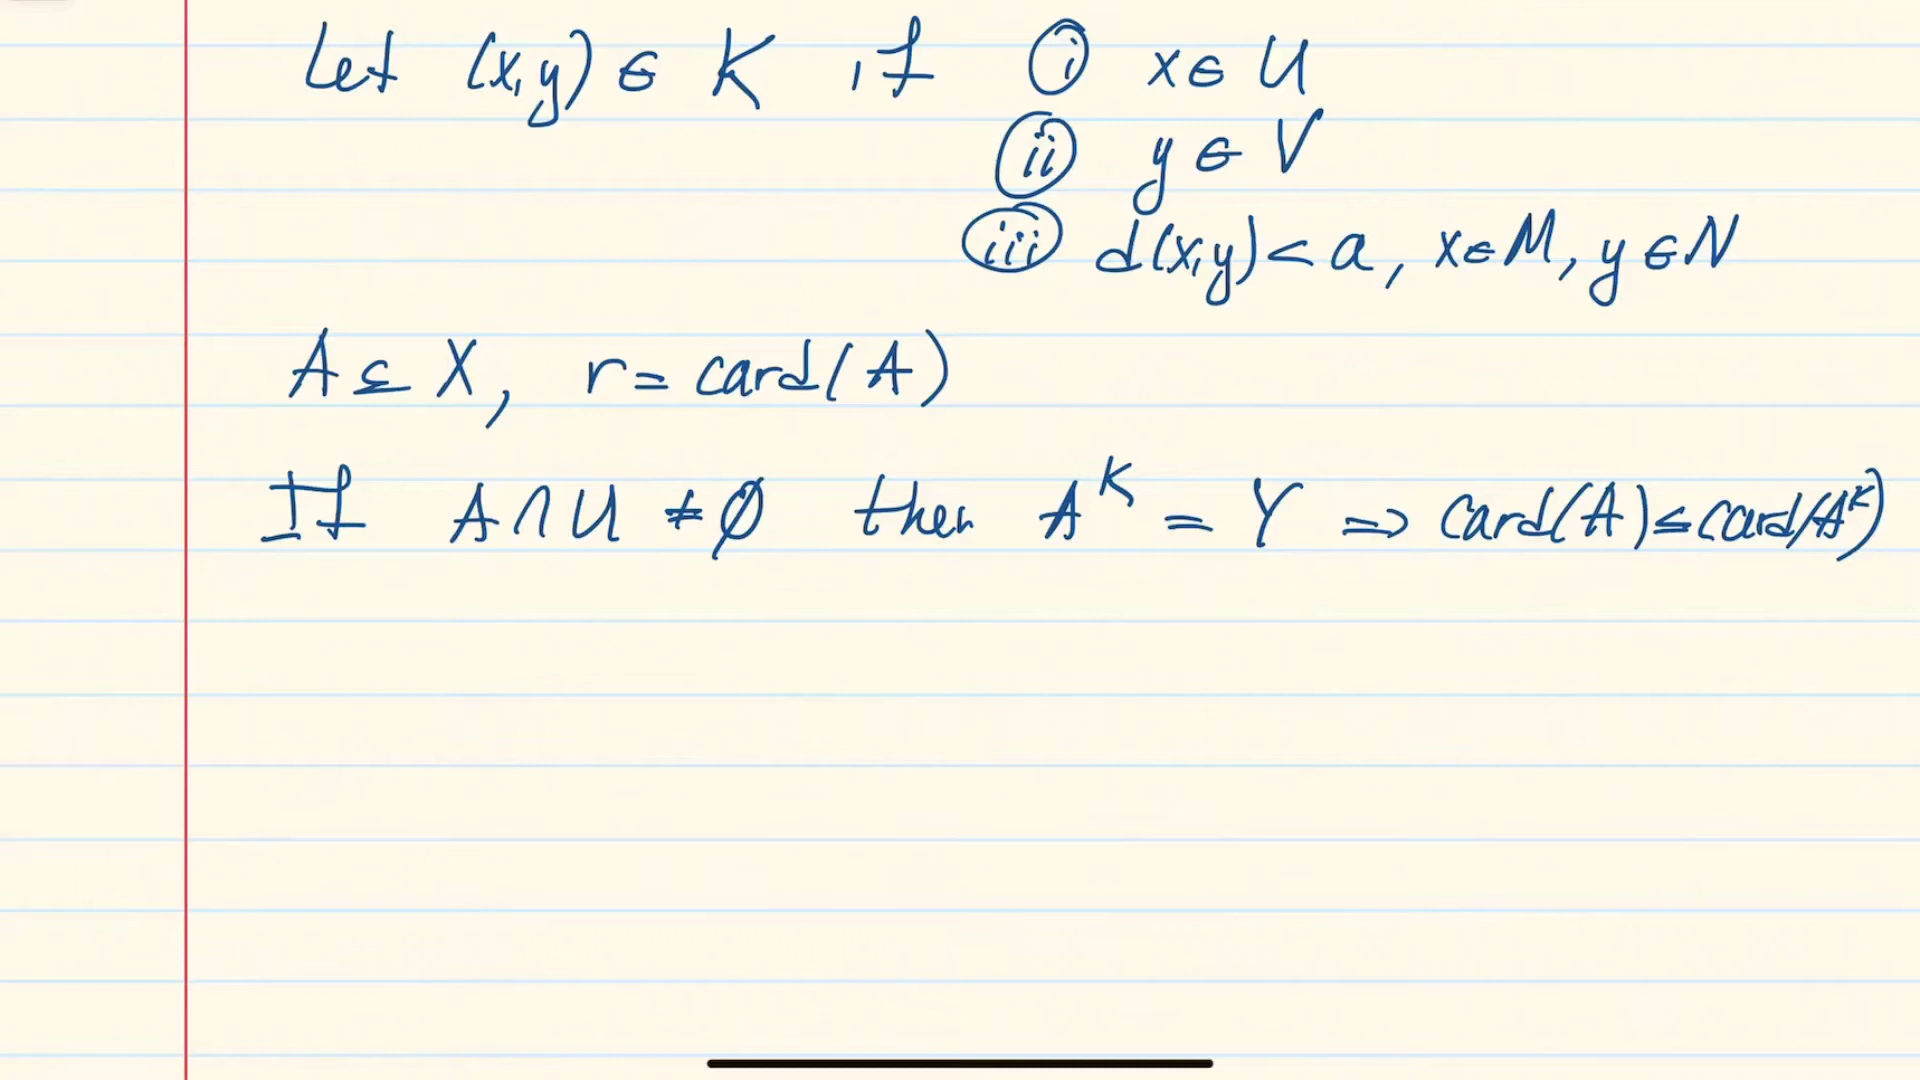 Let (x,y) ∈ K if ⓘ x ∈ U
ⓘⓘ y ∈ V
ⓘⓘⓘ d(x,y) < a, x ∈ M, y ∈ N
A ⊆ X, r = card(A)
If A ∩ U ≠ ∅ then A^K = Y ⇒ card(A) ≤ card(A^K)